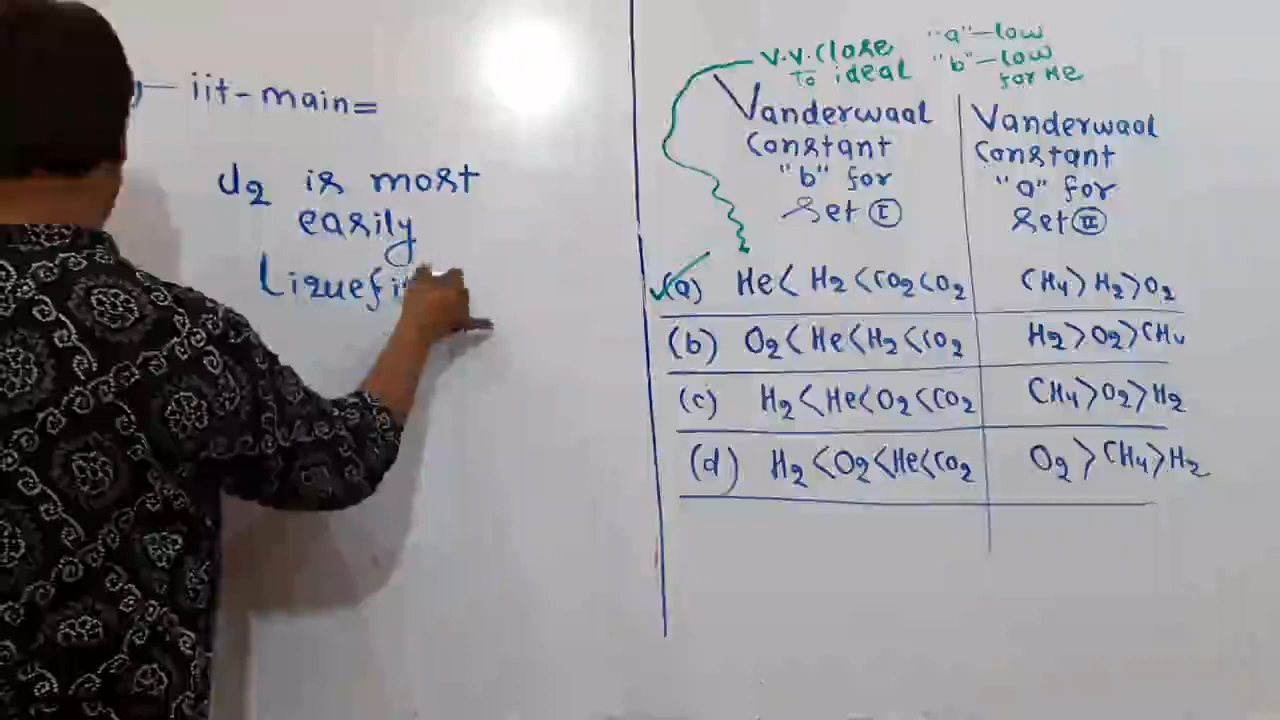 iit-main=
is most
easily
v.v.close
to ideal
"a"-low
"b"-low
for He
Vanderwaal
Constant
"b" for
Set I
Vanderwaal
Constant
"a" for
Set II
(a) He< H2<CO2<O2 CH4>H2>O2
(b) O2<He<H2<CO2 H2>O2>CH4
(c) H2<He<O2<CO2 CH4>O2>H2
(d) H2<O2<He<CO2 O2>CH4>H2